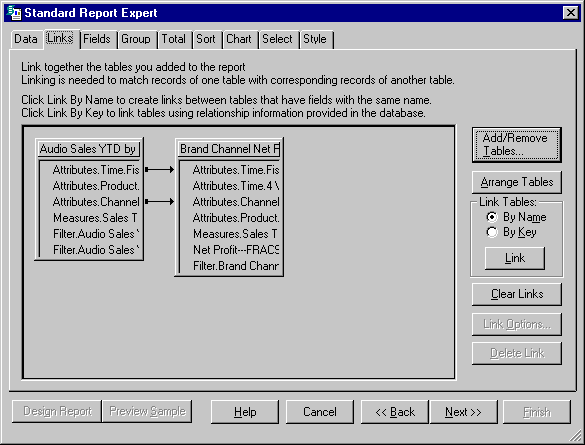 Standard Report Expert
Data Links Fields Group Total Sort Chart Select Style
Link together the tables you added to the report
Linking is needed to match records of one table with corresponding records of another table.
Click Link By Name to create links between tables that have fields with the same name.
Click Link By Key to link tables using relationship information provided in the database.
Audio Sales YTD by
Attributes.Time.Fis
Attributes.Product.
Attributes.Channel
Measures.Sales T
Filter.Audio Sales
Filter.Audio Sales
Brand Channel Net F
Attributes.Time.Fis
Attributes.Time.4
Attributes.Channel
Attributes.Product.
Measures.Sales T
Net Profit---FRACS
Filter.Brand Chann
Add/Remove
Tables...
Arrange Tables
Link Tables:
By Name
By Key
Link
Clear Links
Link Options...
Delete Link
Design Report Preview Sample Help Cancel << Back Next >> Finish